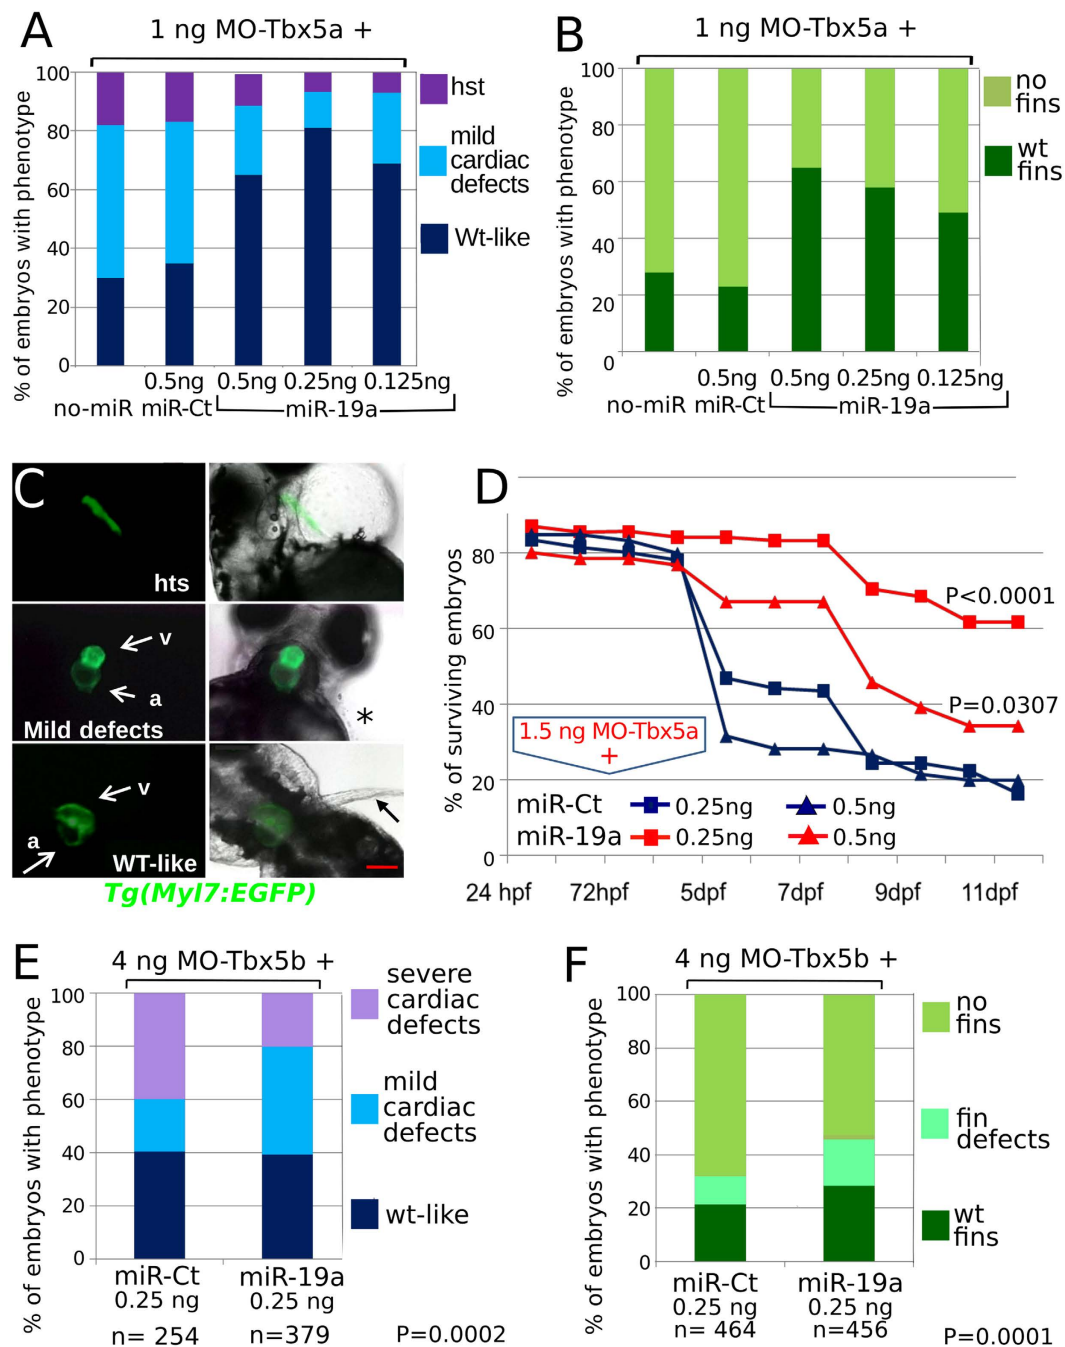 A
1 ng MO-Tbx5a +
% of embryos with phenotype
100
80
60
40
20
0
hst
mild
cardiac
defects
Wt-like
0.5ng 0.5ng 0.25ng 0.125ng
no-miR miR-Ct miR-19a
B
1 ng MO-Tbx5a +
% of embryos with phenotype
100
80
60
40
20
0
no
fins
wt
fins
0.5ng 0.5ng 0.25ng 0.125ng
no-miR miR-Ct miR-19a
C
hts
v
a
Mild defects
*
v
a
WT-like
Tg(Myl7:EGFP)
D
% of surviving embryos
80
60
40
20
0
P<0.0001
P=0.0307
1.5 ng MO-Tbx5a
+
miR-Ct 0.25ng 0.5ng
miR-19a 0.25ng 0.5ng
24 hpf 72hpf 5dpf 7dpf 9dpf 11dpf
E
4 ng MO-Tbx5b +
% of embryos with phenotype
100
80
60
40
20
0
severe
cardiac
defects
mild
cardiac
defects
wt-like
miR-Ct miR-19a
0.25 ng 0.25 ng
n= 254 n=379 P=0.0002
F
4 ng MO-Tbx5b +
% of embryos with phenotype
100
80
60
40
20
0
no
fins
fin
defects
wt
fins
miR-Ct miR-19a
0.25 ng 0.25 ng
n= 464 n=456 P=0.0001